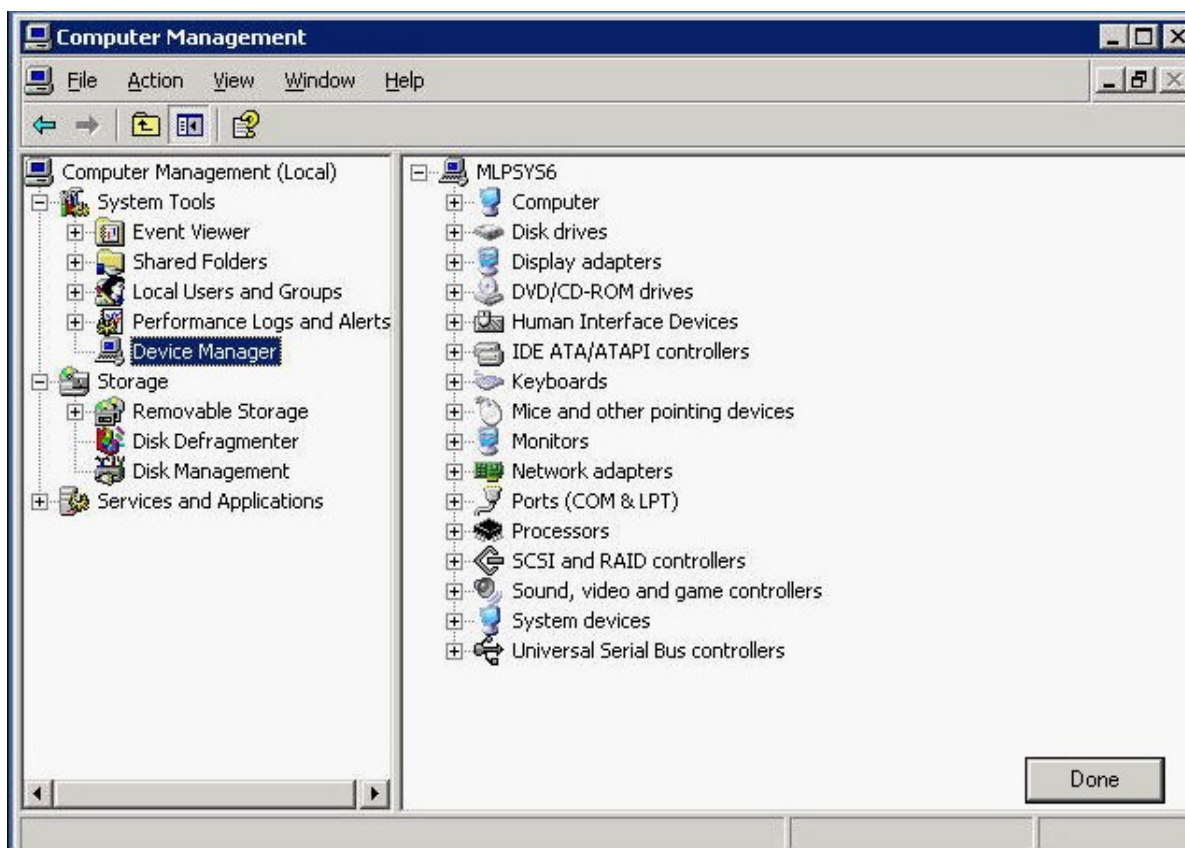 Computer Management
File Action View Window Help
Computer Management (Local)
System Tools
Event Viewer
Shared Folders
Local Users and Groups
Performance Logs and Alerts
Device Manager
Storage
Removable Storage
Disk Defragmenter
Disk Management
Services and Applications
MLPSYS6
Computer
Disk drives
Display adapters
DVD/CD-ROM drives
Human Interface Devices
IDE ATA/ATAPI controllers
Keyboards
Mice and other pointing devices
Monitors
Network adapters
Ports (COM & LPT)
Processors
SCSI and RAID controllers
Sound, video and game controllers
System devices
Universal Serial Bus controllers
Done